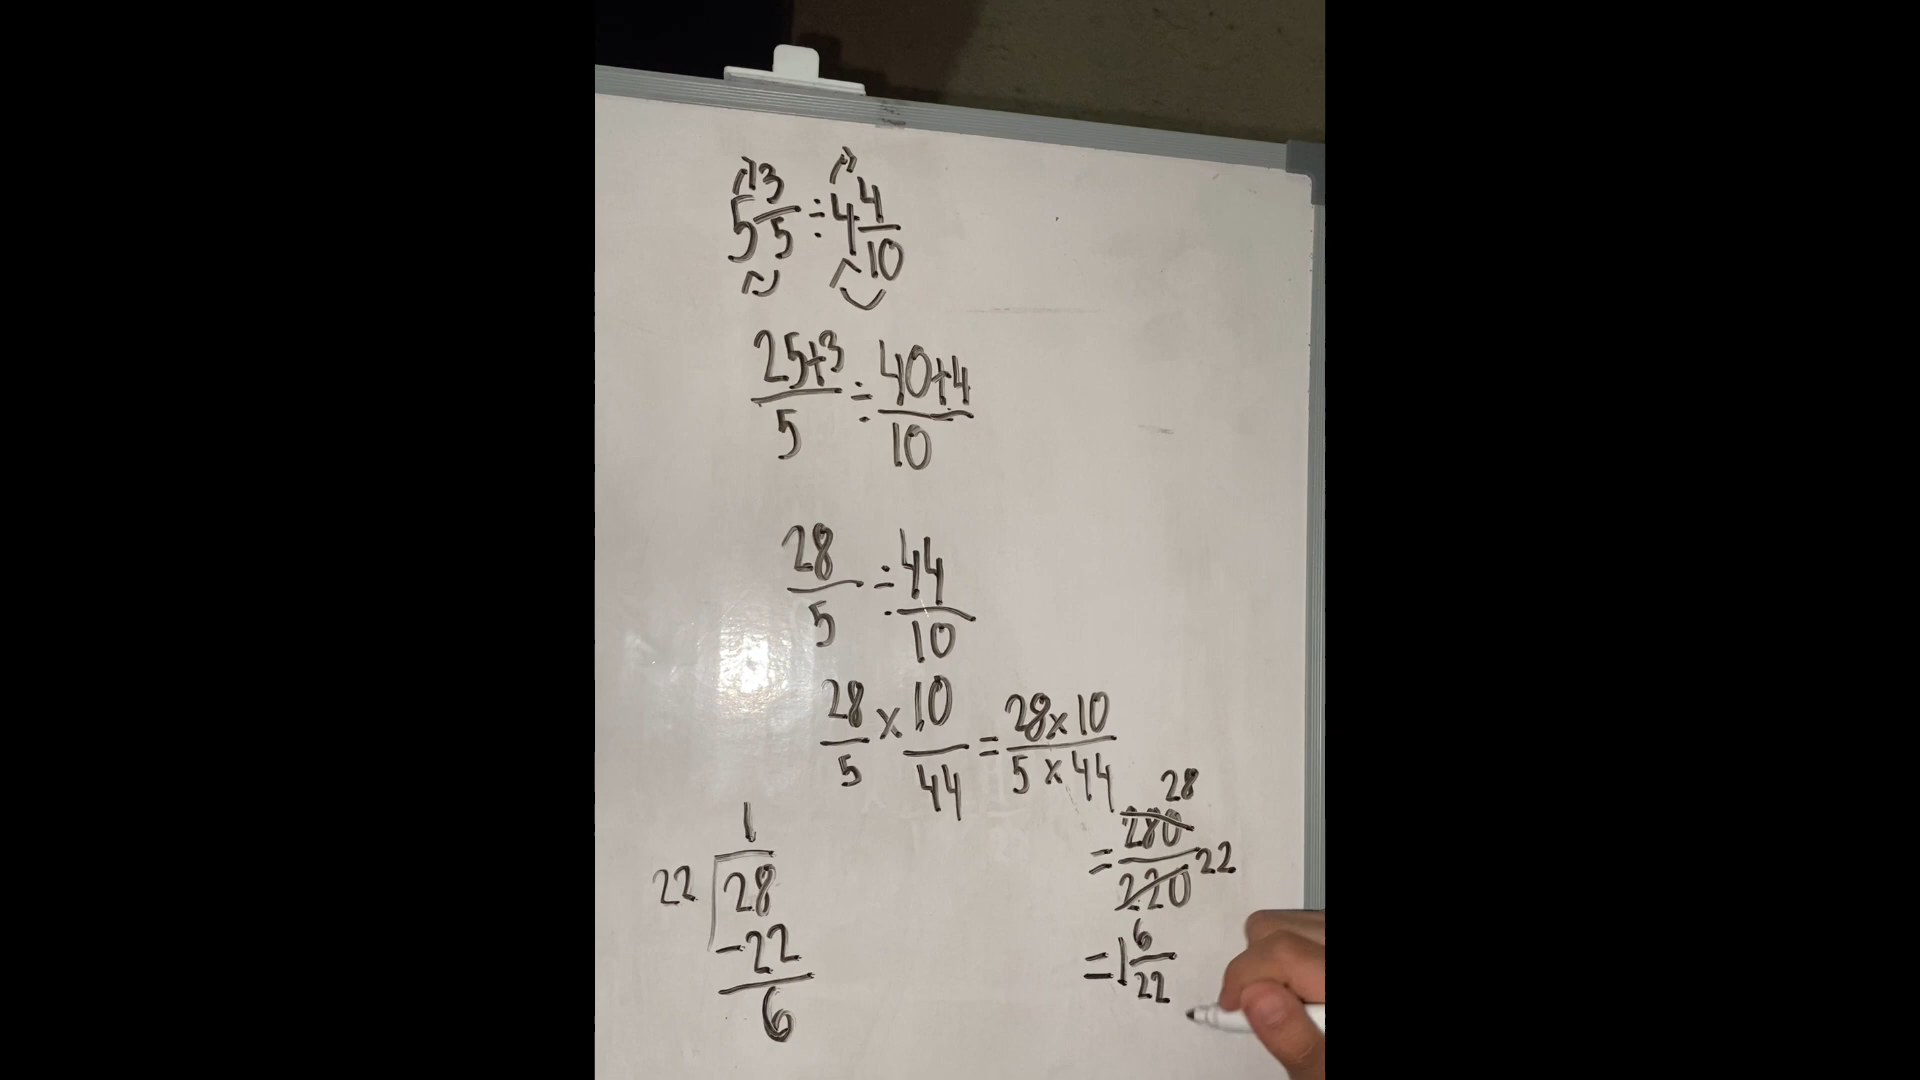 5 3/5 ÷ 4 4/10
25+3/5 ÷ 40+4/10
28/5 ÷ 44/10
28/5 × 10/44 = 28×10/5×44
= 280/220 28 22
= 1 6/22
1
22 28
-22
6